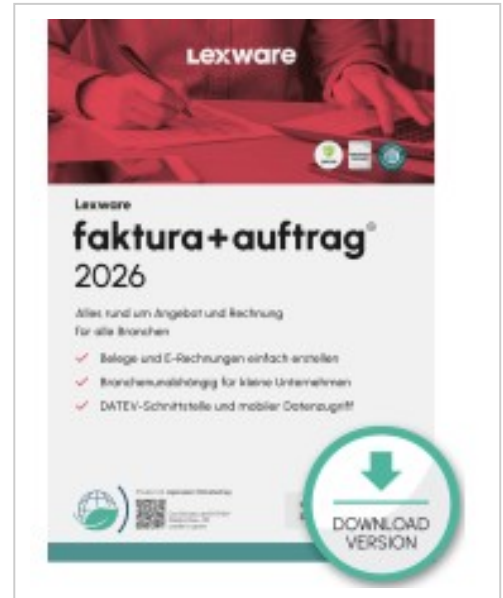 Lexware
Lexware
faktura+auftrag®
2026
Alles rund um Angebot und Rechnung
für alle Branchen
✓ Belege und E-Rechnungen einfach erstellen
✓ Branchenunabhängig für kleine Unternehmen
✓ DATEV-Schnittstelle und mobiler Datenzugriff
DOWNLOAD
VERSION